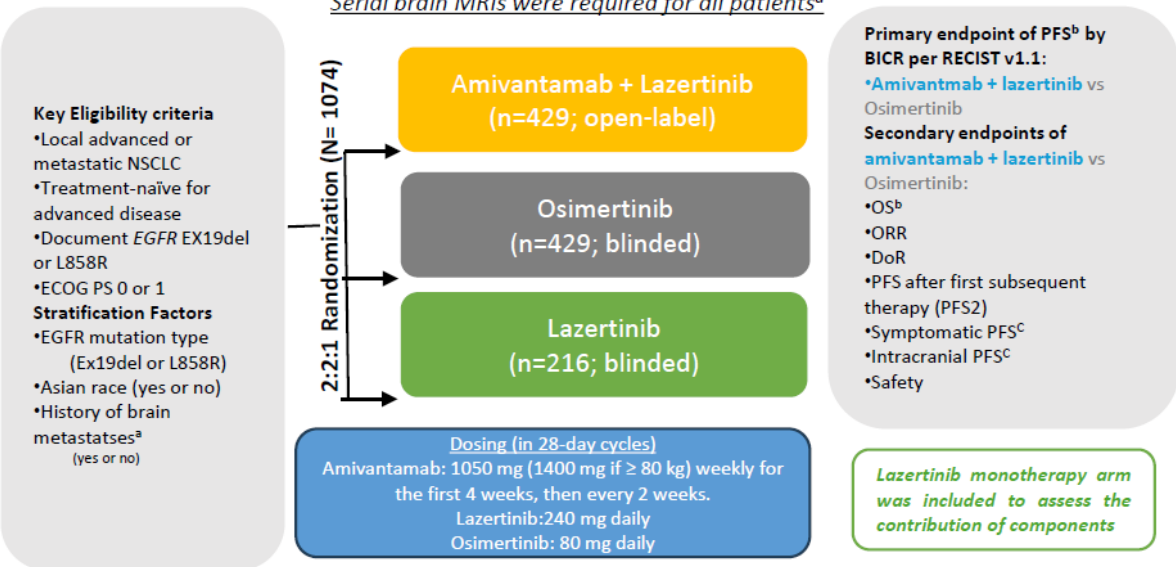 Serial brain MRIs were required for all patientsᵃ
Key Eligibility criteria
•Local advanced or
metastatic NSCLC
•Treatment-naïve for
advanced disease
•Document EGFR EX19del
or L858R
•ECOG PS 0 or 1
Stratification Factors
•EGFR mutation type
(Ex19del or L858R)
•Asian race (yes or no)
•History of brain
metastatsesᵃ
(yes or no)
2:2:1 Randomization (N= 1074)
Amivantamab + Lazertinib
(n=429; open-label)
Osimertinib
(n=429; blinded)
Lazertinib
(n=216; blinded)
Dosing (in 28-day cycles)
Amivantamab: 1050 mg (1400 mg if ≥ 80 kg) weekly for
the first 4 weeks, then every 2 weeks.
Lazertinib:240 mg daily
Osimertinib: 80 mg daily
Primary endpoint of PFSᵇ by
BICR per RECIST v1.1:
•Amivantmab + lazertinib vs
Osimertinib
Secondary endpoints of
amivantamab + lazertinib vs
Osimertinib:
•OSᵇ
•ORR
•DoR
•PFS after first subsequent
therapy (PFS2)
•Symptomatic PFSᶜ
•Intracranial PFSᶜ
•Safety
Lazertinib monotherapy arm
was included to assess the
contribution of components